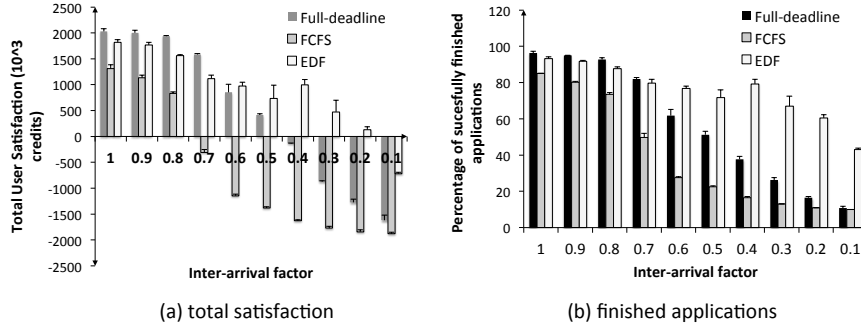 2500
2000
1500
1000
500
0
-500
-1000
-1500
-2000
-2500
Total User Satisfaction (10^3
credits)
Full-deadline
FCFS
EDF
1 0.9 0.8 0.7 0.6 0.5 0.4 0.3 0.2 0.1
Inter-arrival factor
(a) total satisfaction
120
100
80
60
40
20
0
Percentage of sucesfully finished
applications
Full-deadline
FCFS
EDF
1 0.9 0.8 0.7 0.6 0.5 0.4 0.3 0.2 0.1
Inter-arrival factor
(b) finished applications